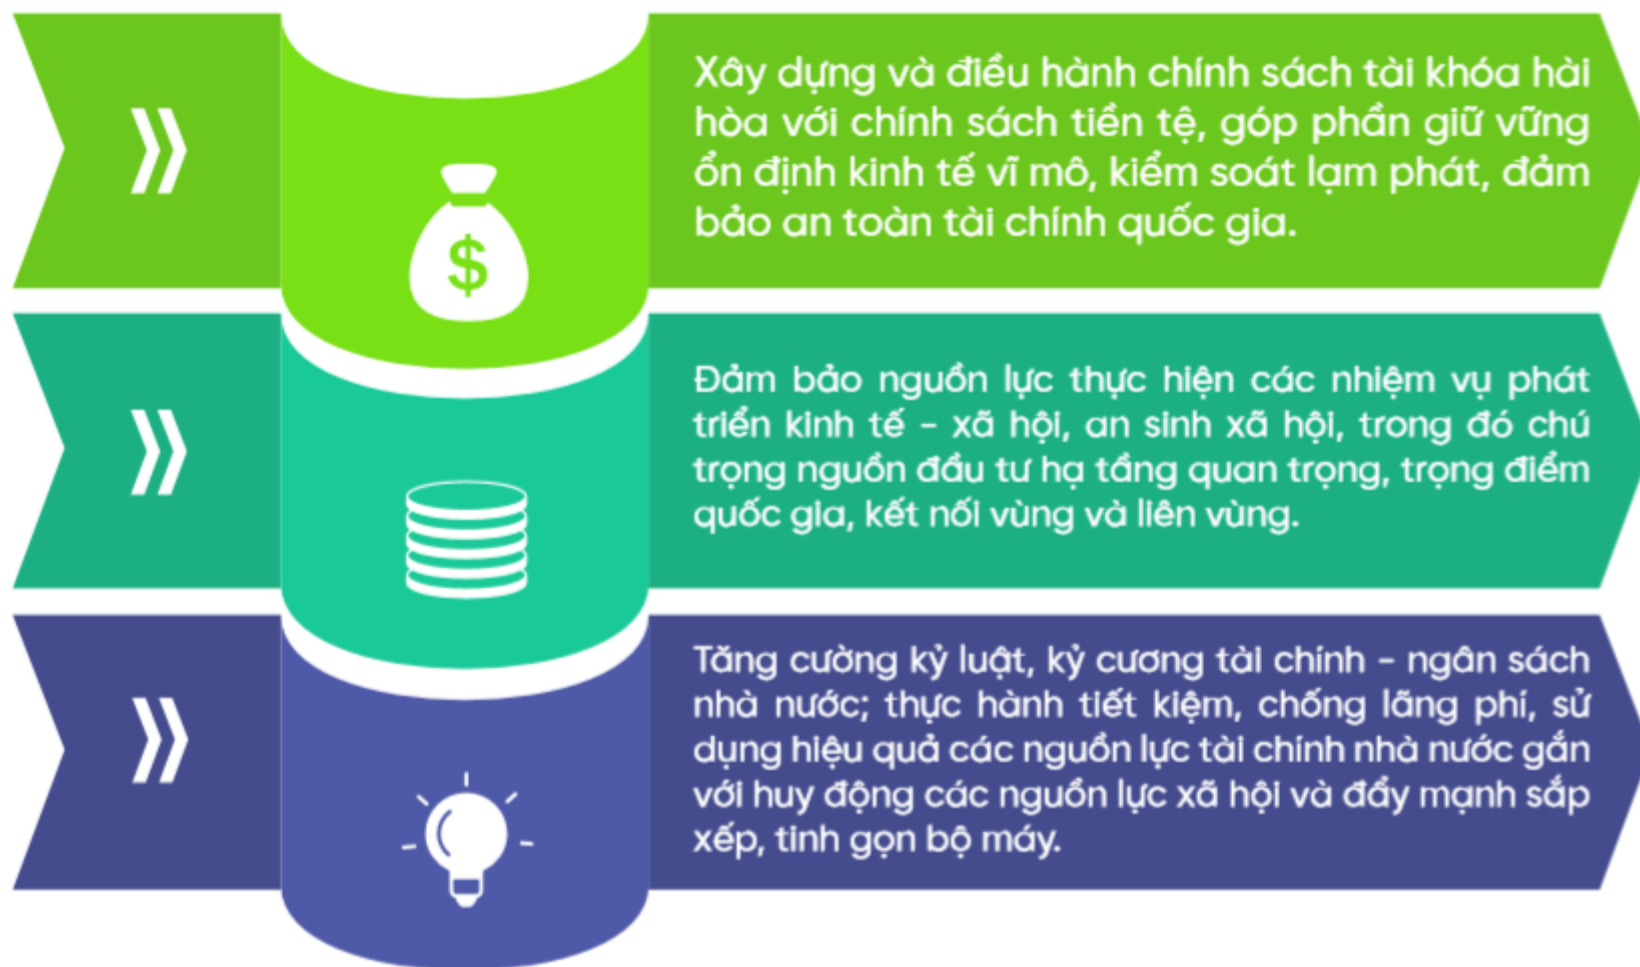 Xây dựng và điều hành chính sách tài khóa hài
hòa với chính sách tiền tệ, góp phần giữ vững
ổn định kinh tế vĩ mô, kiểm soát lạm phát, đảm
bảo an toàn tài chính quốc gia.
$
Đảm bảo nguồn lực thực hiện các nhiệm vụ phát
triển kinh tế - xã hội, an sinh xã hội, trong đó chú
trọng nguồn đầu tư hạ tầng quan trọng, trọng điểm
quốc gia, kết nối vùng và liên vùng.
Tăng cường kỷ luật, kỷ cương tài chính - ngân sách
nhà nước; thực hành tiết kiệm, chống lãng phí, sử
dụng hiệu quả các nguồn lực tài chính nhà nước gắn
với huy động các nguồn lực xã hội và đẩy mạnh sắp
xếp, tinh gọn bộ máy.